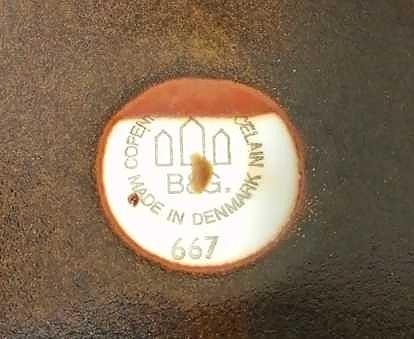 COPEN CELAIN
B&G.
MADE IN DENMARK
667